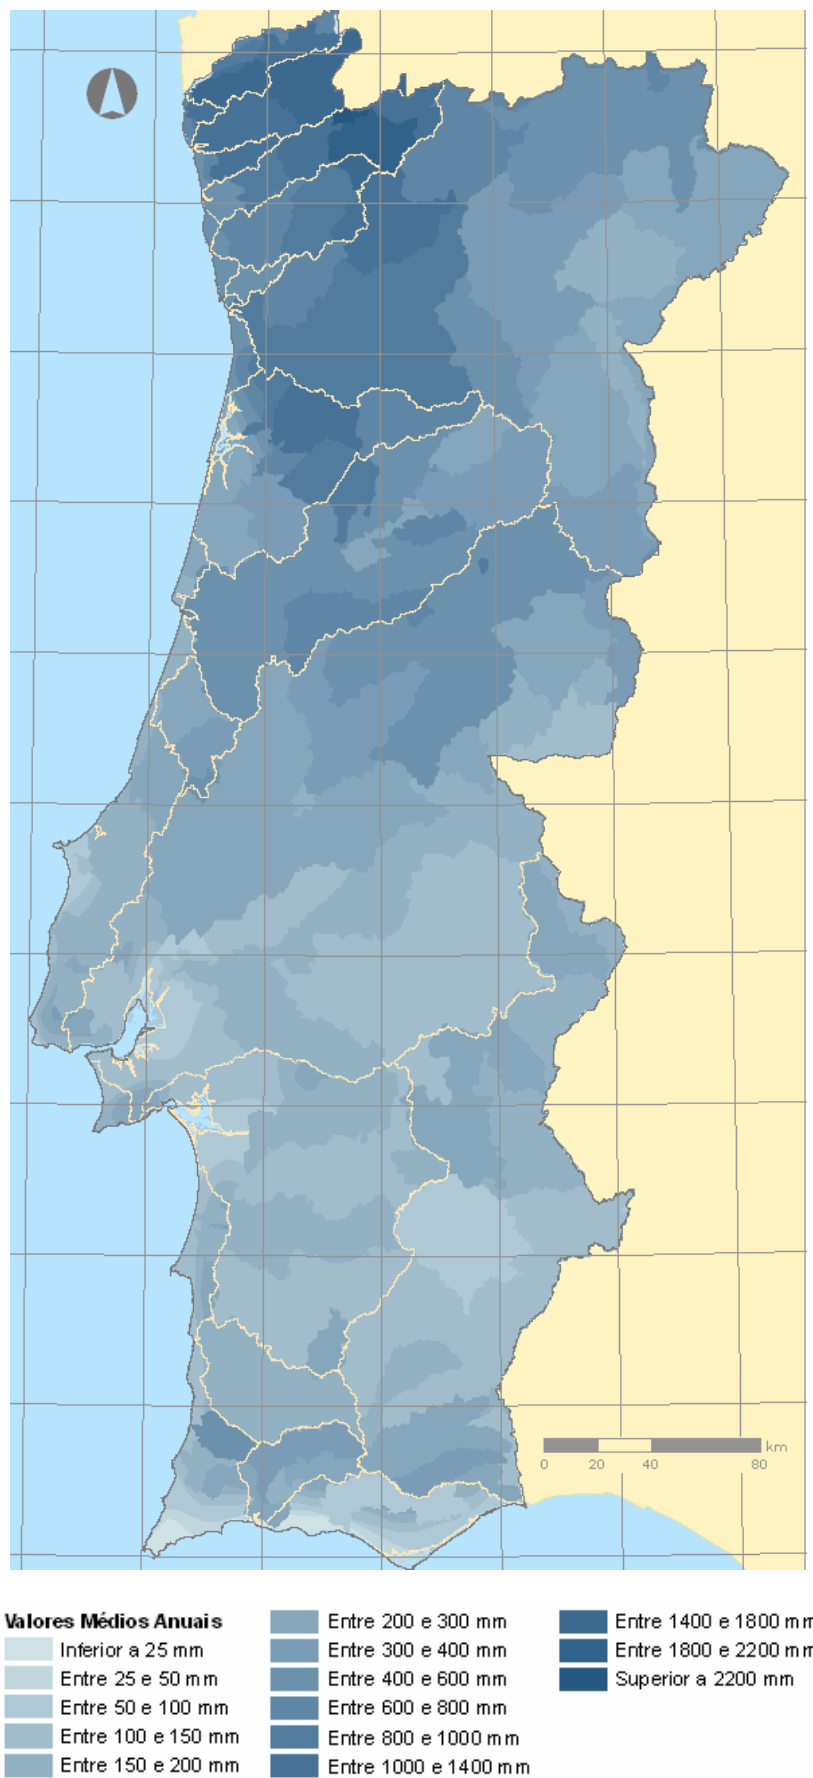 km
0 20 40 80
Valores Médios Anuais
Inferior a 25 mm
Entre 25 e 50 mm
Entre 50 e 100 mm
Entre 100 e 150 mm
Entre 150 e 200 mm
Entre 200 e 300 mm
Entre 300 e 400 mm
Entre 400 e 600 mm
Entre 600 e 800 mm
Entre 800 e 1000 mm
Entre 1000 e 1400 mm
Entre 1400 e 1800 mm
Entre 1800 e 2200 mm
Superior a 2200 mm